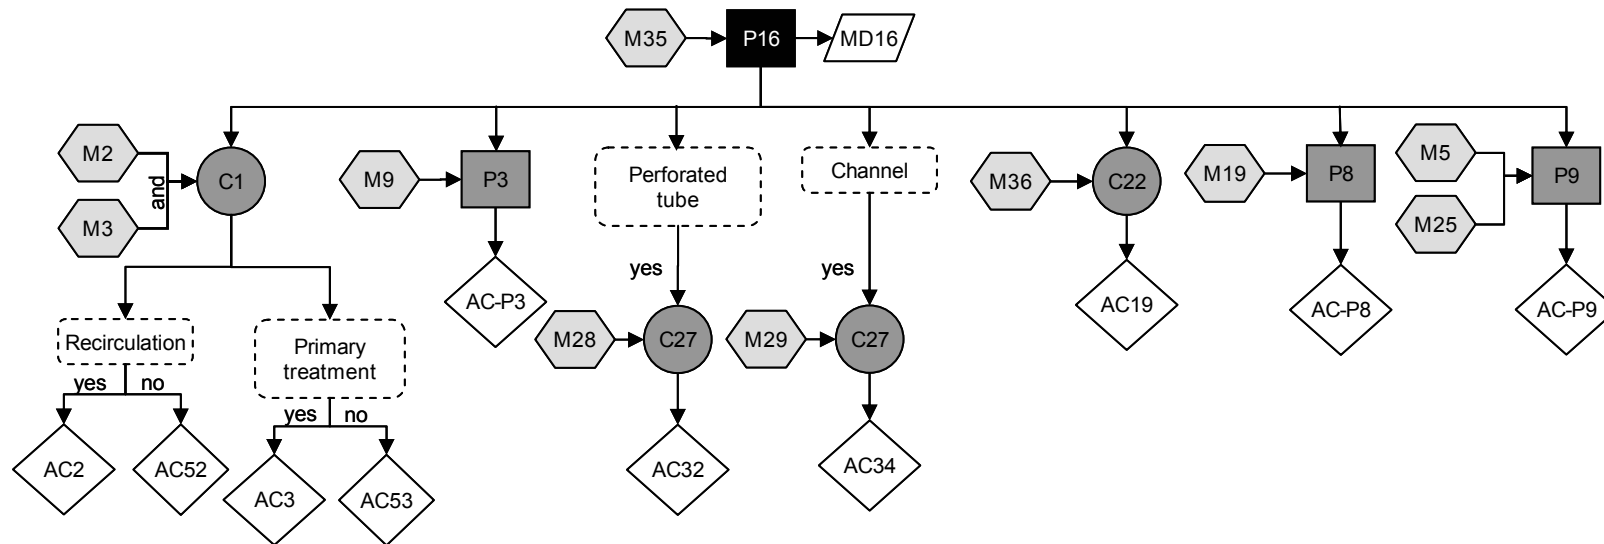 M35
P16
MD16
M2
and
M3
C1
M9
P3
Perforated
tube
Channel
M36
C22
M19
P8
M5
M25
P9
yes
yes
AC-P3
AC19
AC-P8
AC-P9
Recirculation
Primary
treatment
M28
C27
M29
C27
yes
no
yes
no
AC2
AC52
AC3
AC53
AC32
AC34